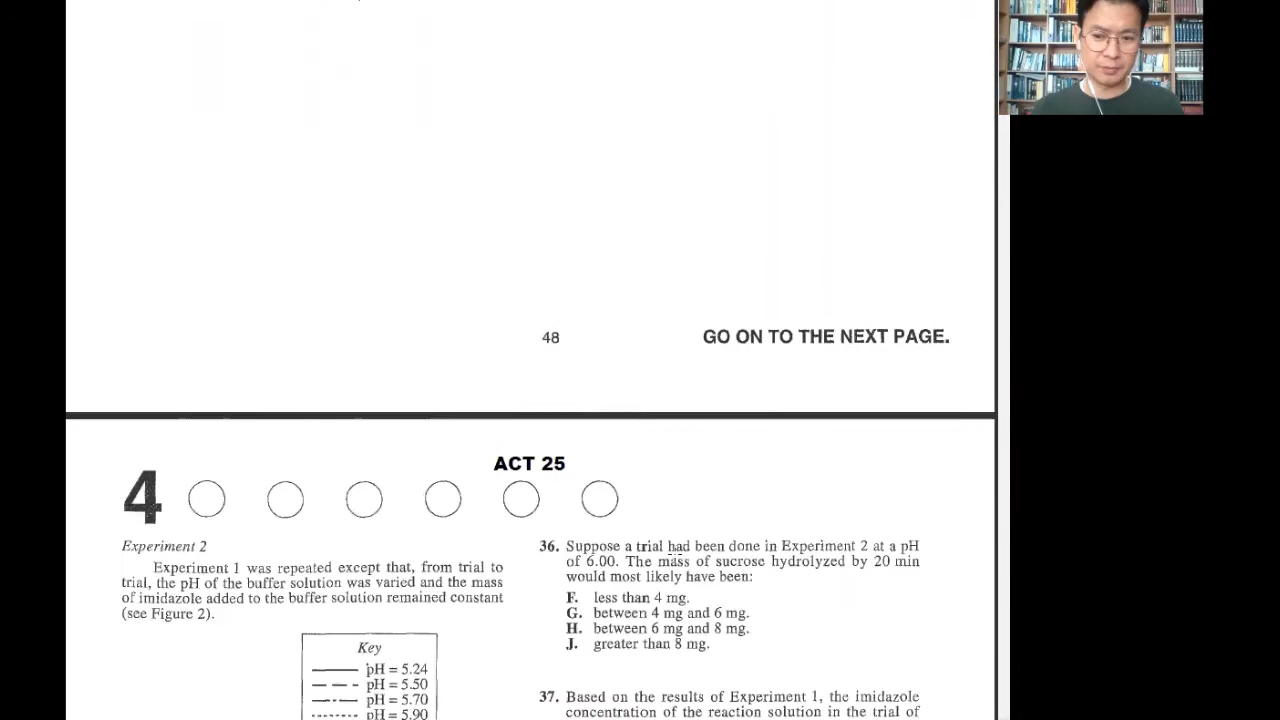 48
GO ON TO THE NEXT PAGE.
ACT 25
4
Experiment 2
Experiment 1 was repeated except that, from trial to
trial, the pH of the buffer solution was varied and the mass
of imidazole added to the buffer solution remained constant
(see Figure 2).
Key
pH = 5.24
pH = 5.50
pH = 5.70
pH = 5.90
36. Suppose a trial had been done in Experiment 2 at a pH
of 6.00. The mass of sucrose hydrolyzed by 20 min
would most likely have been:
F. less than 4 mg.
G. between 4 mg and 6 mg.
H. between 6 mg and 8 mg.
J. greater than 8 mg.
37. Based on the results of Experiment 1, the imidazole
concentration of the reaction solution in the trial of